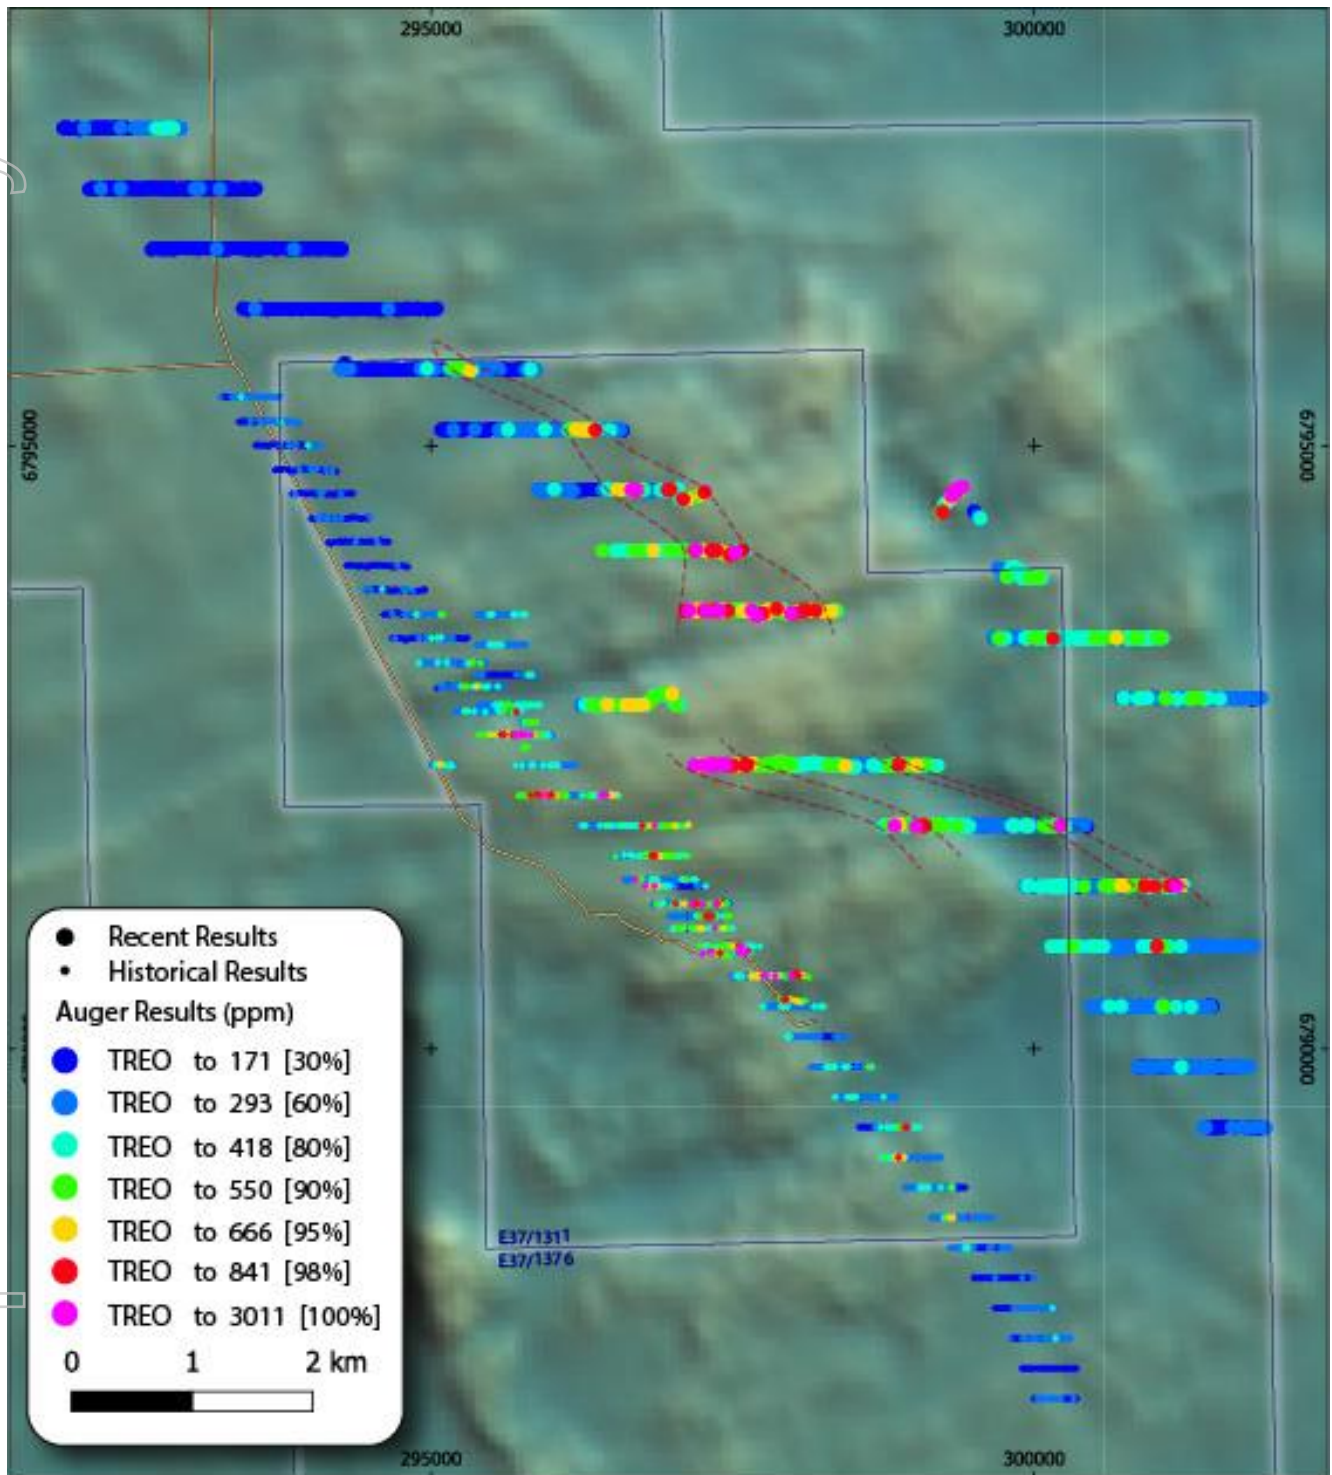 295000 300000
6795000 6795000
Recent Results
Historical Results
Auger Results (ppm)
TREO to 171 [30%]
TREO to 293 [60%]
TREO to 418 [80%]
TREO to 550 [90%]
TREO to 666 [95%]
TREO to 841 [98%]
TREO to 3011 [100%]
0 1 2 km
6790000
E37/1311
E37/1376
295000 300000